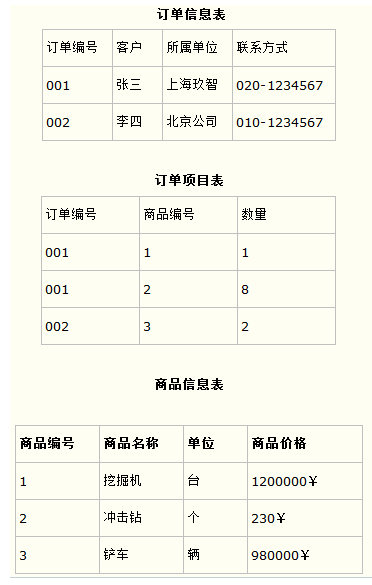 订单信息表
订单编号 客户 所属单位 联系方式
001 张三 上海玖智 020-1234567
002 李四 北京公司 010-1234567
订单项目表
订单编号 商品编号 数量
001 1 1
001 2 8
002 3 2
商品信息表
商品编号 商品名称 单位 商品价格
1 挖掘机 台 1200000￥
2 冲击钻 个 230￥
3 铲车 辆 980000￥